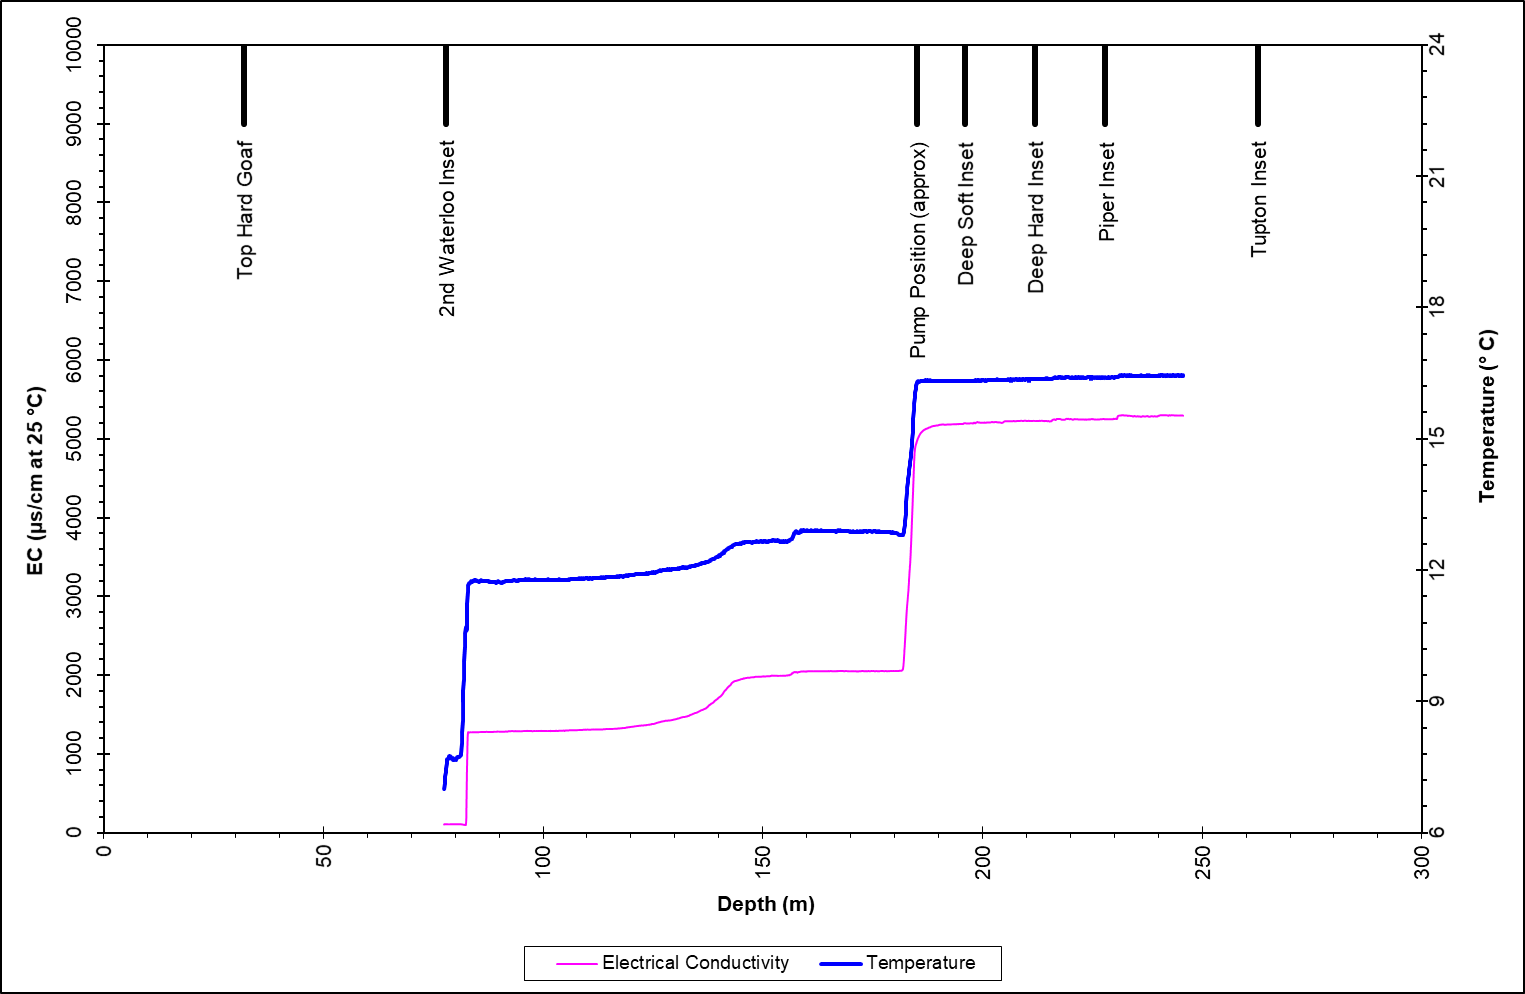 10000
9000
8000
7000
6000
5000
4000
3000
2000
1000
0
EC (µs/cm at 25 °C)
Top Hard Goaf
2nd Waterloo Inset
Pump Position (approx)
Deep Soft Inset
Deep Hard Inset
Piper Inset
Tupton Inset
24
21
18
15
12
9
6
Temperature (° C)
0
50
100
150
200
250
300
Depth (m)
Electrical Conductivity
Temperature